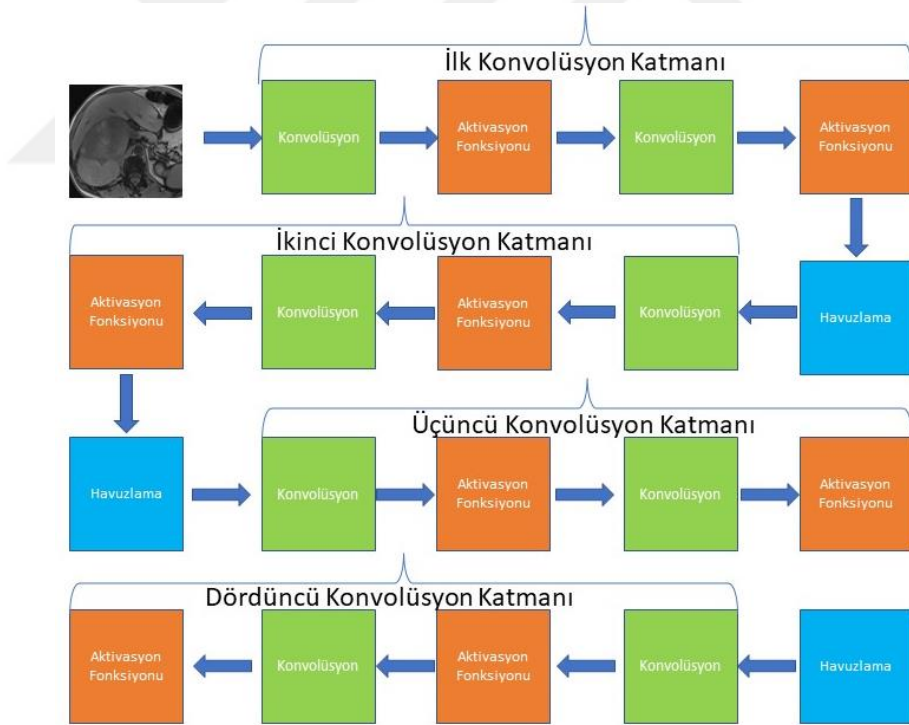 İlk Konvolüsyon Katmanı
Konvolüsyon
Aktivasyon
Fonksiyonu
Konvolüsyon
Aktivasyon
Fonksiyonu
İkinci Konvolüsyon Katmanı
Aktivasyon
Fonksiyonu
Konvolüsyon
Aktivasyon
Fonksiyonu
Konvolüsyon
Havuzlama
Üçüncü Konvolüsyon Katmanı
Havuzlama
Konvolüsyon
Aktivasyon
Fonksiyonu
Konvolüsyon
Aktivasyon
Fonksiyonu
Dördüncü Konvolüsyon Katmanı
Aktivasyon
Fonksiyonu
Konvolüsyon
Aktivasyon
Fonksiyonu
Konvolüsyon
Havuzlama